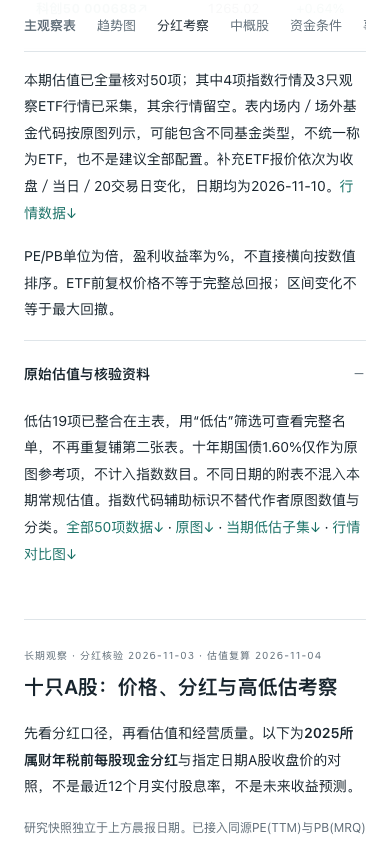 主观察表 趋势图 分红考察 中概股 资金条件
本期估值已全量核对50项；其中4项指数行情及3只观
察ETF行情已采集，其余行情留空。表内场内 / 场外基
金代码按原图列示，可能包含不同基金类型，不统一称
为ETF，也不是建议全部配置。补充ETF报价依次为收
盘 / 当日 / 20交易日变化，日期均为2026-11-10。行
情数据↓
PE/PB单位为倍，盈利收益率为%，不直接横向按数值
排序。ETF前复权价格不等于完整总回报；区间变化不
等于最大回撤。
原始估值与核验资料 −
低估19项已整合在主表，用“低估”筛选可查看完整名
单，不再重复铺第二张表。十年期国债1.60%仅作为原
图参考项，不计入指数数目。不同日期的附表不混入本
期常规估值。指数代码辅助标识不替代作者原图数值与
分类。全部50项数据↓ · 原图↓ · 当期低估子集↓ · 行情
对比图↓
长期观察 · 分红核验 2026-11-03 · 估值复算 2026-11-04
十只A股：价格、分红与高低估考察
先看分红口径，再看估值和经营质量。以下为2025所
属财年税前每股现金分红与指定日期A股收盘价的对
照，不是最近12个月实付股息率，不是未来收益预测。
研究快照独立于上方晨报日期。已接入同源PE(TTM)与PB(MRQ)